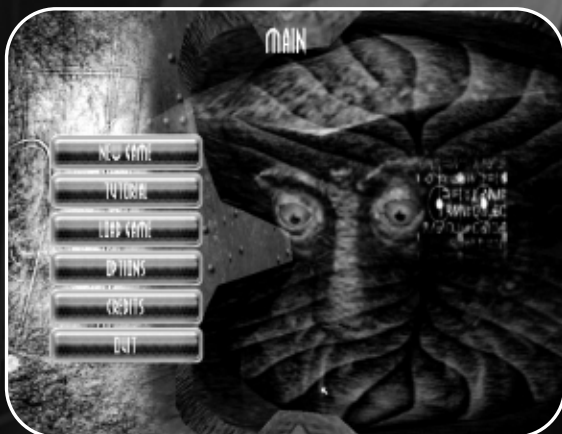 MAIN
NEW GAME
TUTORIAL
LOAD GAME
OPTIONS
CREDITS
QUIT